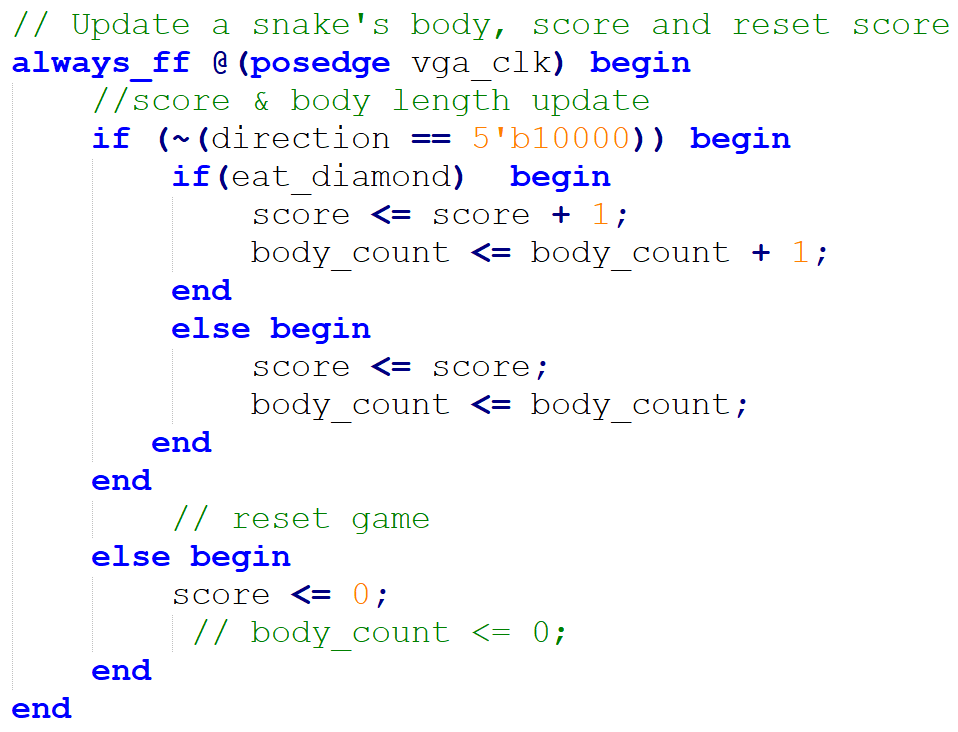 // Update a snake's body, score and reset score
always_ff @(posedge vga_clk) begin
    //score & body length update
    if (~(direction == 5'b10000)) begin
        if(eat_diamond)  begin
            score <= score + 1;
            body_count <= body_count + 1;
        end
        else begin
            score <= score;
            body_count <= body_count;
       end
    end
        // reset game
    else begin
        score <= 0;
         // body_count <= 0;
    end
end